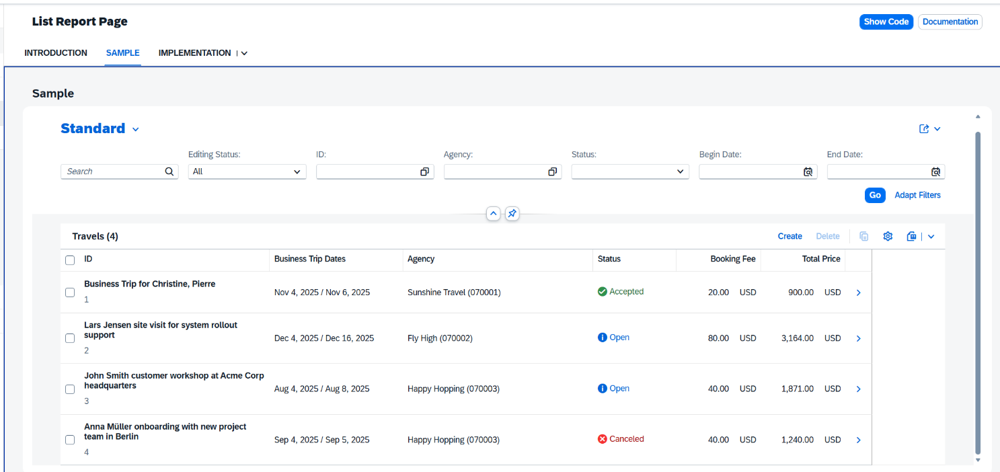 List Report Page
Show Code Documentation
INTRODUCTION SAMPLE IMPLEMENTATION
Sample
Standard
Editing Status: ID: Agency: Status: Begin Date: End Date:
Search All
Go Adapt Filters
Travels (4) Create Delete
ID Business Trip Dates Agency Status Booking Fee Total Price
Business Trip for Christine, Pierre
Nov 4, 2025 / Nov 6, 2025 Sunshine Travel (070001) Accepted 20.00 USD 900.00 USD
1
Lars Jensen site visit for system rollout
support
Dec 4, 2025 / Dec 16, 2025 Fly High (070002) Open 80.00 USD 3,164.00 USD
2
John Smith customer workshop at Acme Corp
headquarters
Aug 4, 2025 / Aug 8, 2025 Happy Hopping (070003) Open 40.00 USD 1,871.00 USD
3
Anna Müller onboarding with new project
team in Berlin
Sep 4, 2025 / Sep 5, 2025 Happy Hopping (070003) Canceled 40.00 USD 1,240.00 USD
4